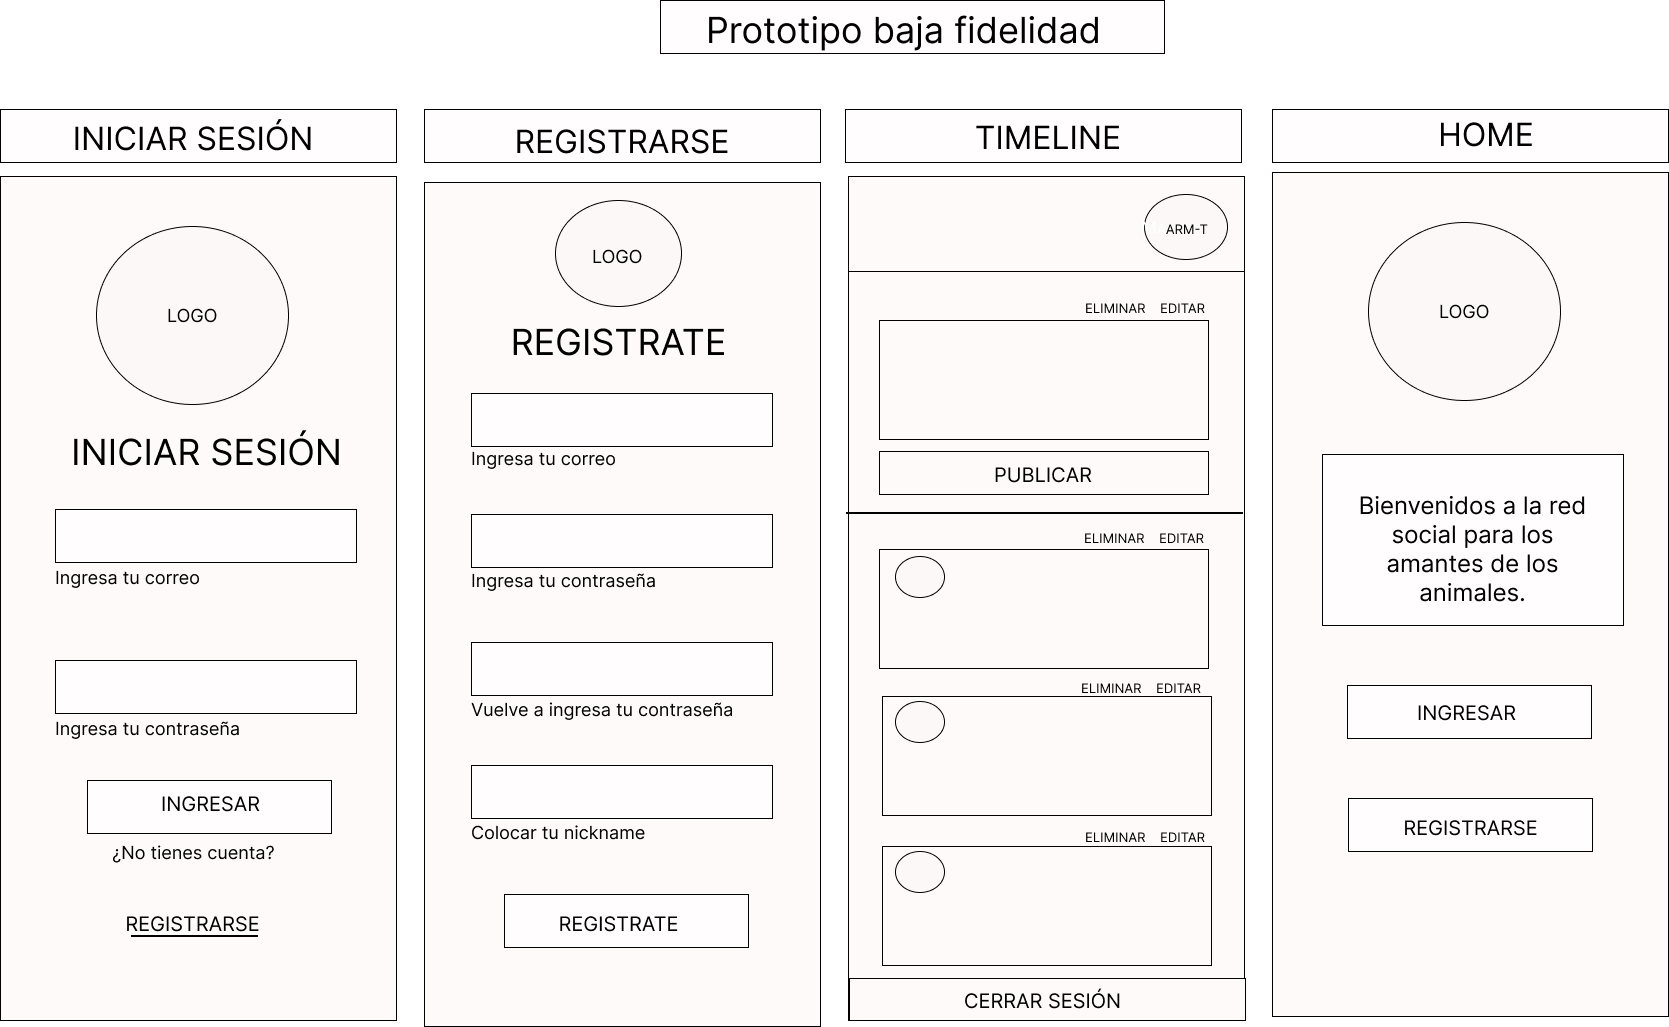 Prototipo baja fidelidad
INICIAR SESIÓN
LOGO
INICIAR SESIÓN
Ingresa tu correo
Ingresa tu contraseña
INGRESAR
¿No tienes cuenta?
REGISTRARSE
REGISTRARSE
LOGO
REGISTRATE
Ingresa tu correo
Ingresa tu contraseña
Vuelve a ingresa tu contraseña
Colocar tu nickname
REGISTRATE
TIMELINE
ARM-T
ELIMINAR EDITAR
PUBLICAR
ELIMINAR EDITAR
ELIMINAR EDITAR
ELIMINAR EDITAR
CERRAR SESIÓN
HOME
LOGO
Bienvenidos a la red
social para los
amantes de los
animales.
INGRESAR
REGISTRARSE